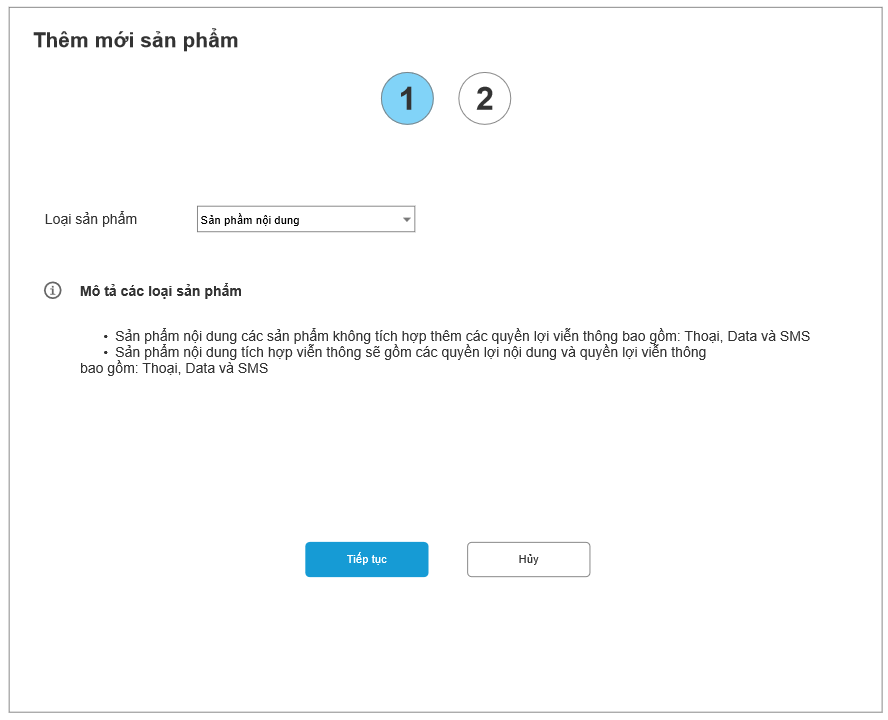 Thêm mới sản phẩm
1 2
Loại sản phẩm Sản phẩm nội dung
Mô tả các loại sản phẩm
• Sản phẩm nội dung các sản phẩm không tích hợp thêm các quyền lợi viễn thông bao gồm: Thoại, Data và SMS
• Sản phẩm nội dung tích hợp viễn thông sẽ gồm các quyền lợi nội dung và quyền lợi viễn thông
bao gồm: Thoại, Data và SMS
Tiếp tục Hủy